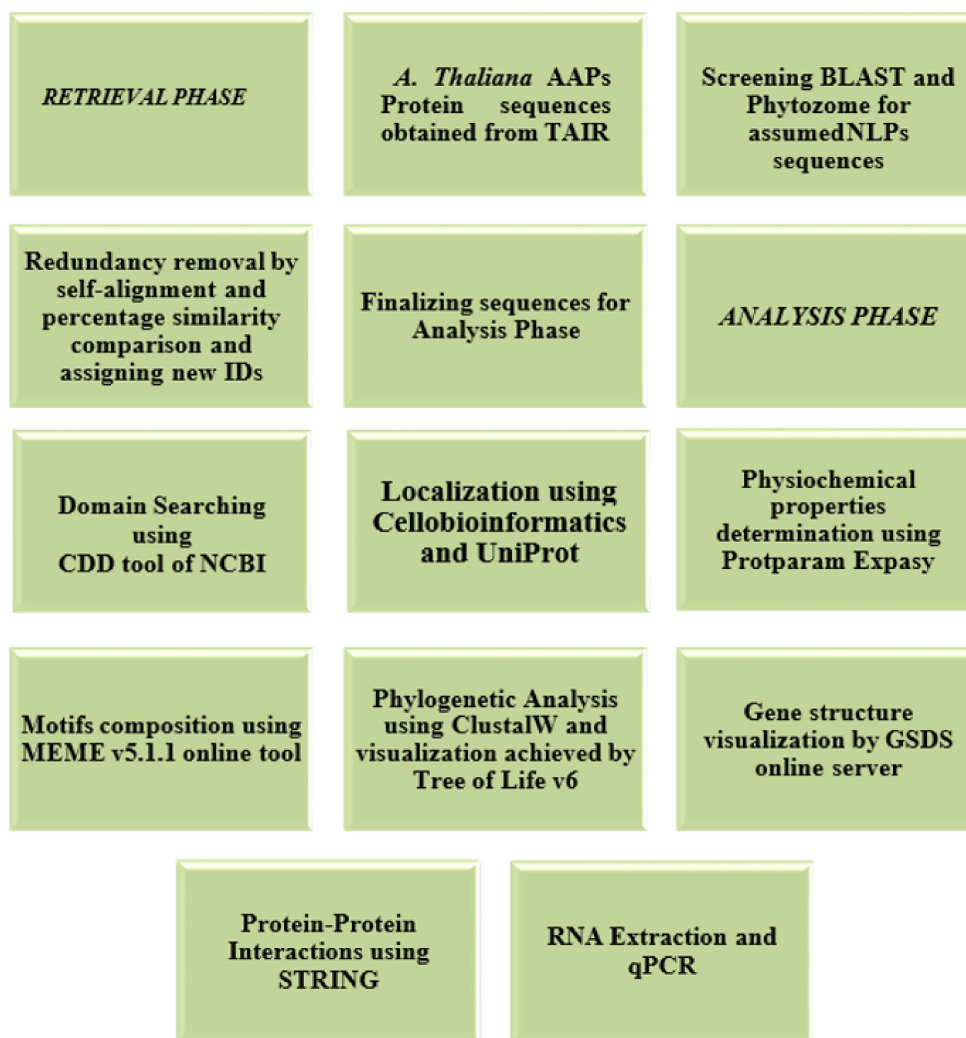 RETRIEVAL PHASE
A. Thaliana AAPs
Protein sequences
obtained from TAIR
Screening BLAST and
Phytozome for
assumedNLPs
sequences
Redundancy removal by
self-alignment and
percentage similarity
comparison and
assigning new IDs
Finalizing sequences for
Analysis Phase
ANALYSIS PHASE
Domain Searching
using
CDD tool of NCBI
Localization using
Cellobioinformatics
and UniProt
Physiochemical
properties
determination using
Protparam Expasy
Motifs composition using
MEME v5.1.1 online tool
Phylogenetic Analysis
using ClustalW and
visualization achieved by
Tree of Life v6
Gene structure
visualization by GSDS
online server
Protein-Protein
Interactions using
STRING
RNA Extraction and
qPCR